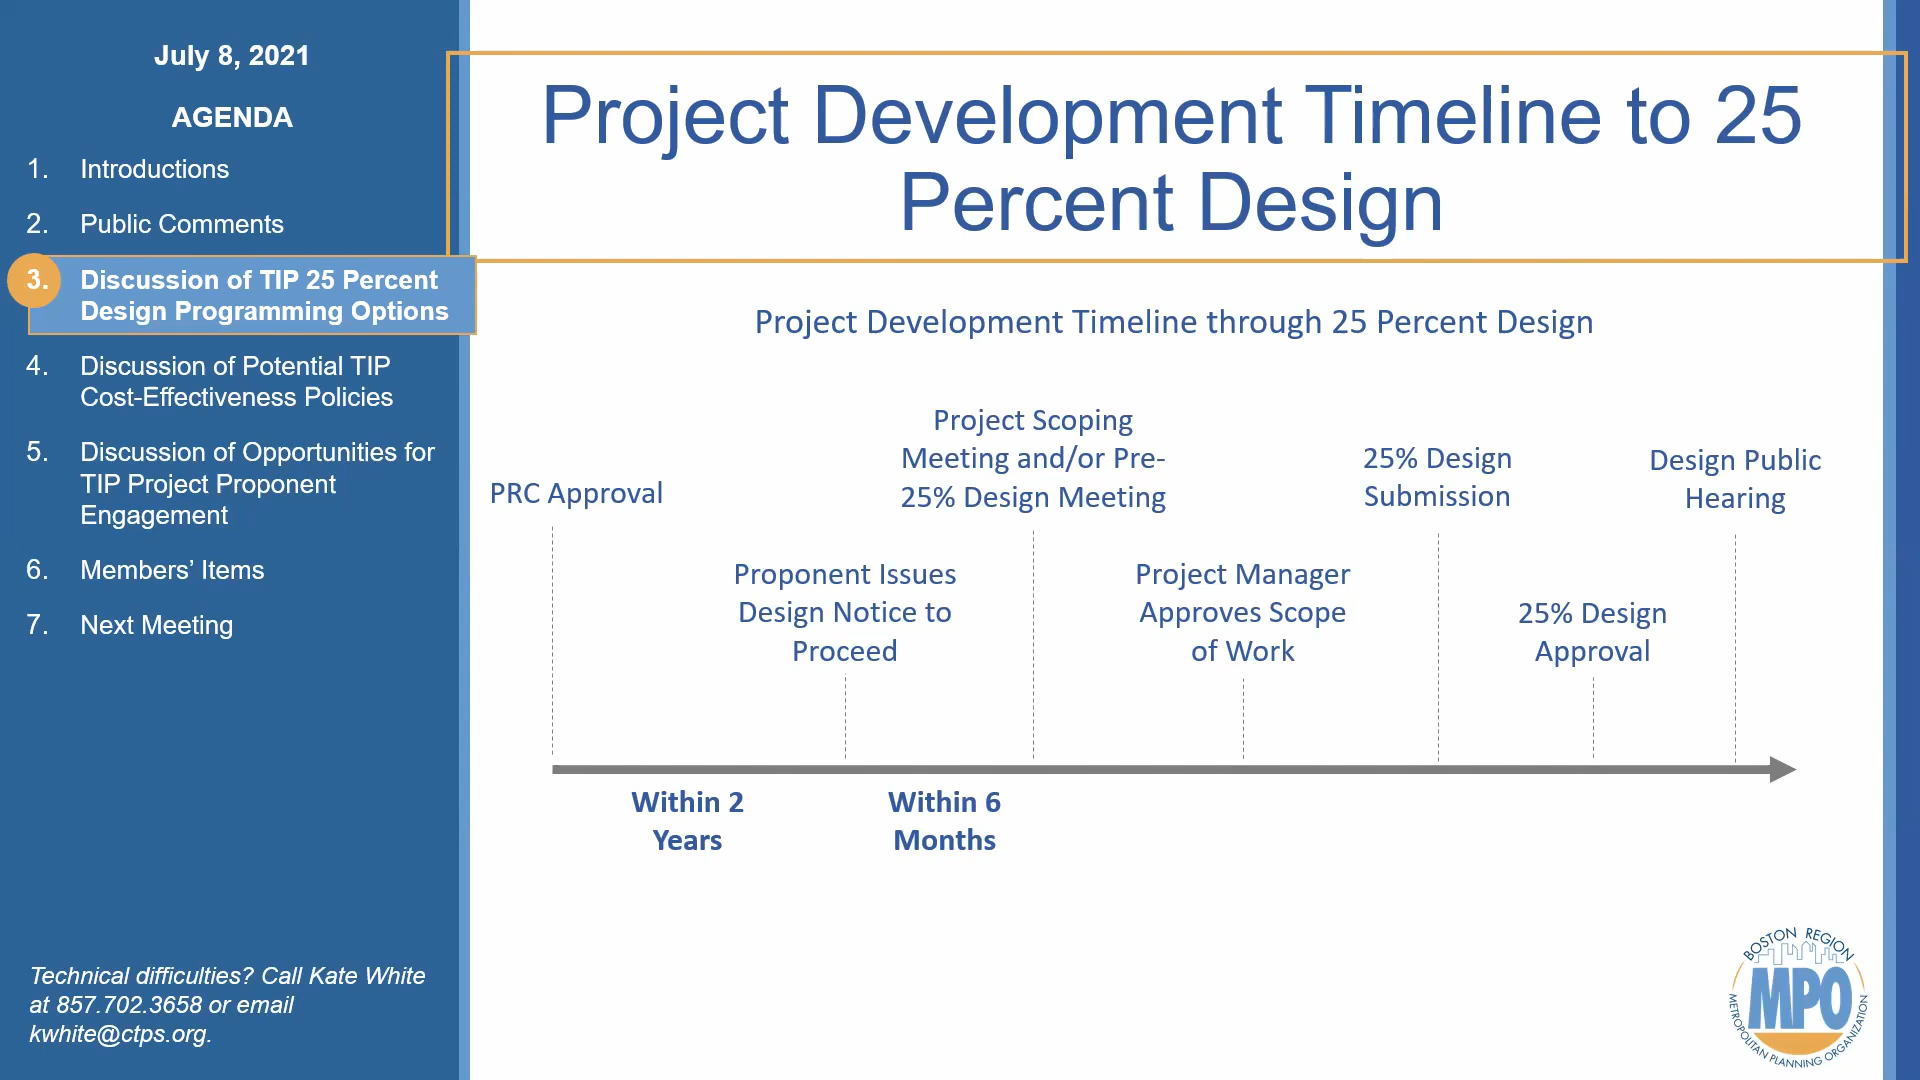 July 8, 2021
AGENDA
1. Introductions
2. Public Comments
3. Discussion of TIP 25 Percent
Design Programming Options
4. Discussion of Potential TIP
Cost-Effectiveness Policies
5. Discussion of Opportunities for
TIP Project Proponent
Engagement
6. Members’ Items
7. Next Meeting
Technical difficulties? Call Kate White
at 857.702.3658 or email
kwhite@ctps.org.
Project Development Timeline to 25
Percent Design
Project Development Timeline through 25 Percent Design
PRC Approval
Proponent Issues
Design Notice to
Proceed
Project Scoping
Meeting and/or Pre-
25% Design Meeting
Project Manager
Approves Scope
of Work
25% Design
Submission
25% Design
Approval
Design Public
Hearing
Within 2
Years
Within 6
Months
BOSTON REGION
MPO
METROPOLITAN PLANNING ORGANIZATION